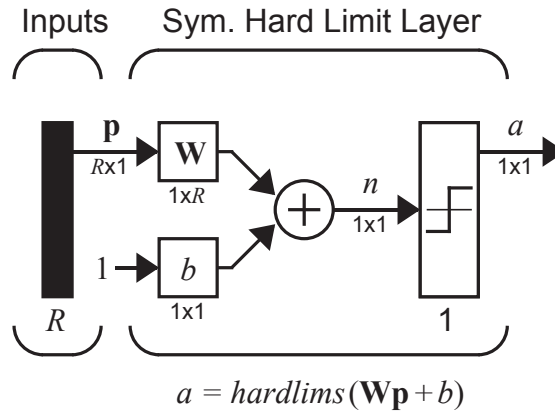 Inputs Sym. Hard Limit Layer
p
Rx1
W
1xR
1
b
1x1
n
1x1
a
1x1
R
1
a = hardlims(Wp + b)